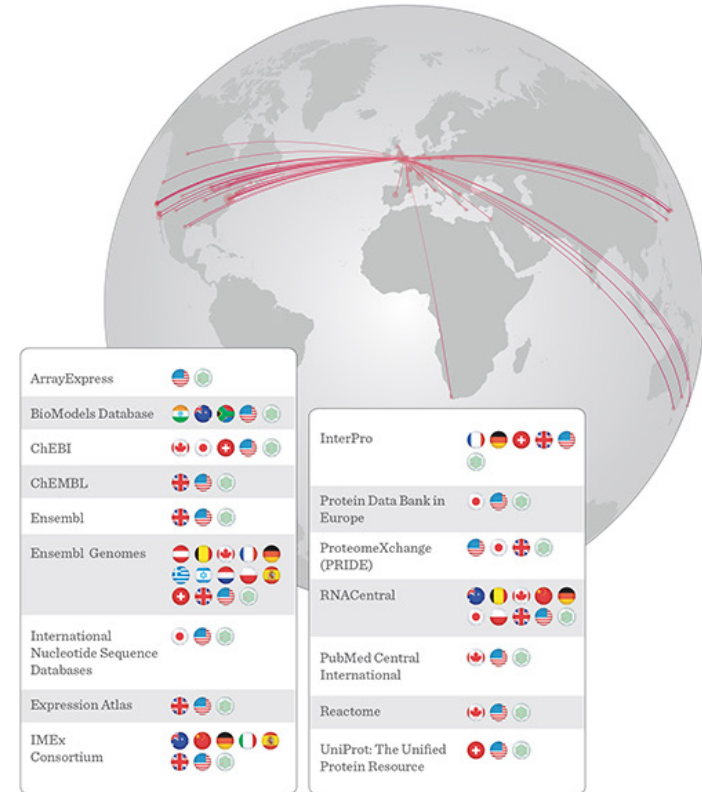 ArrayExpress
BioModels Database
ChEBI
ChEMBL
Ensembl
Ensembl Genomes
International
Nucleotide Sequence
Databases
Expression Atlas
IMEx
Consortium
InterPro
Protein Data Bank in
Europe
ProteomeXchange
(PRIDE)
RNACentral
PubMed Central
International
Reactome
UniProt: The Unified
Protein Resource